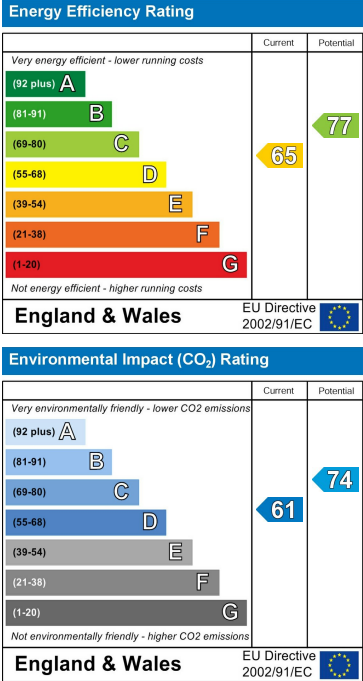 Energy Efficiency Rating
Current Potential
Very energy efficient - lower running costs
(92 plus) A
(81-91) B
(69-80) C
(55-68) D
(39-54) E
(21-38) F
(1-20) G
65
77
Not energy efficient - higher running costs
England & Wales
EU Directive
2002/91/EC
Environmental Impact (CO₂) Rating
Current Potential
Very environmentally friendly - lower CO2 emissions
(92 plus) A
(81-91) B
(69-80) C
(55-68) D
(39-54) E
(21-38) F
(1-20) G
61
74
Not environmentally friendly - higher CO2 emissions
England & Wales
EU Directive
2002/91/EC